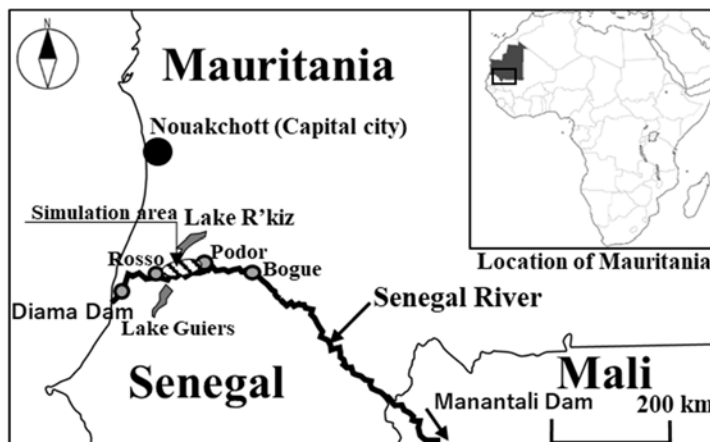 N
Mauritania
Nouakchott (Capital city)
Simulation area
Lake R'kiz
Rosso
Podor
Bogue
Diama Dam
Lake Guiers
Senegal River
Senegal
Location of Mauritania
Mali
Manantali Dam
200 km